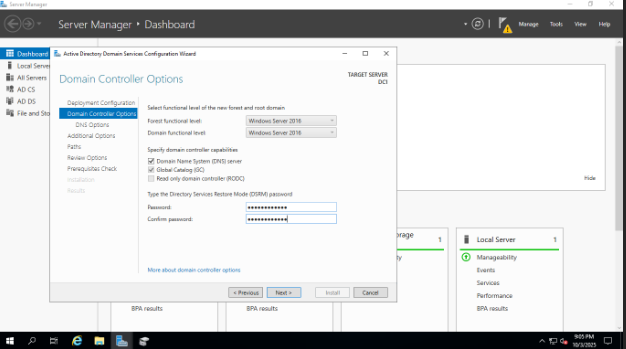 Server Manager
Server Manager • Dashboard
Manage Tools View Help
Dashboard
Local Serve
All Servers
AD CS
AD DS
File and Sto
Active Directory Domain Services Configuration Wizard
Domain Controller Options
TARGET SERVER
DC1
Deployment Configuration
Domain Controller Options
DNS Options
Additional Options
Paths
Review Options
Prerequisites Check
Installation
Results
Select functional level of the new forest and root domain
Forest functional level:
Windows Server 2016
Domain functional level:
Windows Server 2016
Specify domain controller capabilities
Domain Name System (DNS) server
Global Catalog (GC)
Read only domain controller (RODC)
Type the Directory Services Restore Mode (DSRM) password
Password:
••••••••••••
Confirm password:
••••••••••••
More about domain controller options
< Previous
Next >
Install
Cancel
Hide
orage
1
ty
Local Server
1
Manageability
Events
Services
Performance
BPA results
BPA results
BPA results
9:05 PM
10/3/2025